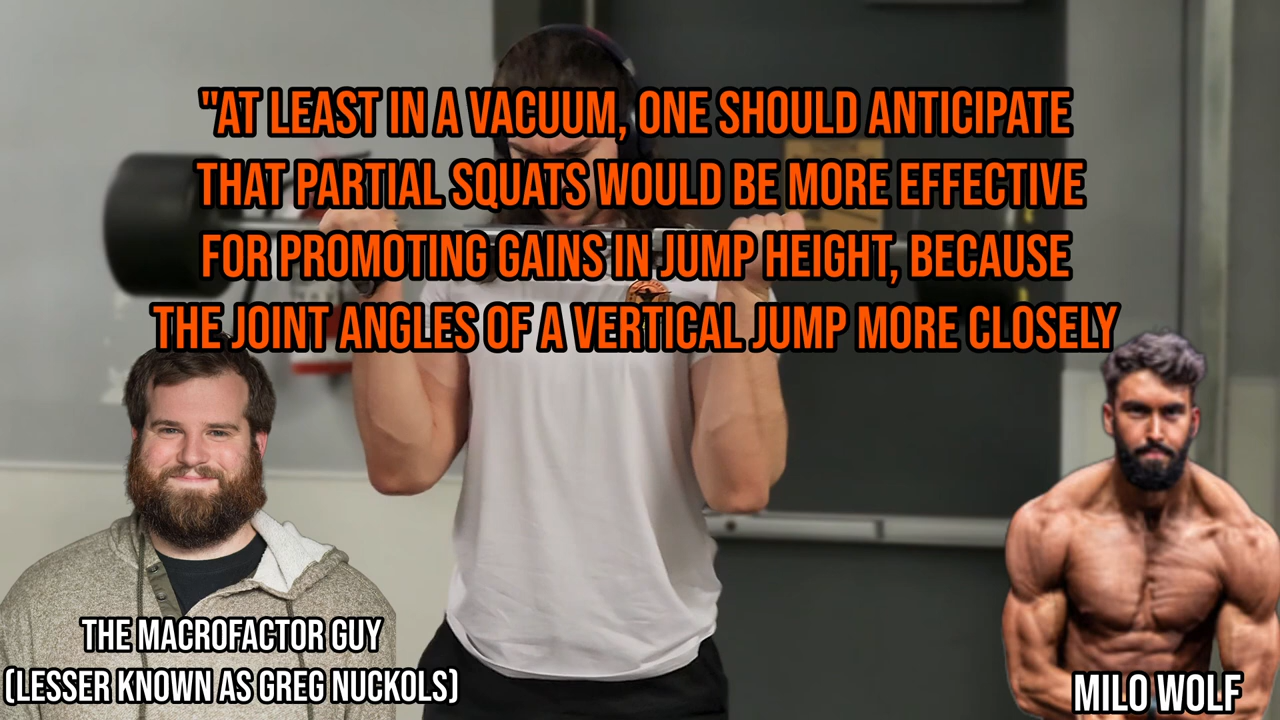 "AT LEAST IN A VACUUM, ONE SHOULD ANTICIPATE
THAT PARTIAL SQUATS WOULD BE MORE EFFECTIVE
FOR PROMOTING GAINS IN JUMP HEIGHT, BECAUSE
THE JOINT ANGLES OF A VERTICAL JUMP MORE CLOSELY
THE MACROFACTOR GUY
(LESSER KNOWN AS GREG NUCKOLS)
MILO WOLF